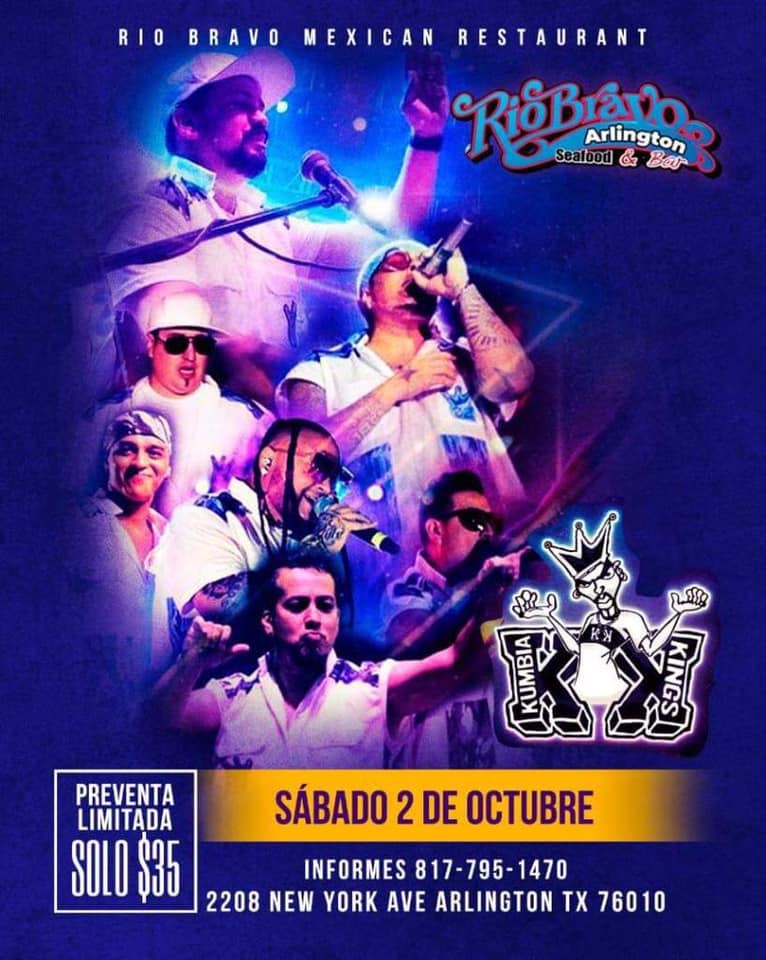 RIO BRAVO MEXICAN RESTAURANT
Rio Bravo
Arlington
Seafood & Bar
KUMBIA
KINGS
KK
PREVENTA
LIMITADA
SOLO $35
SÁBADO 2 DE OCTUBRE
INFORMES 817-795-1470
2208 NEW YORK AVE ARLINGTON TX 76010